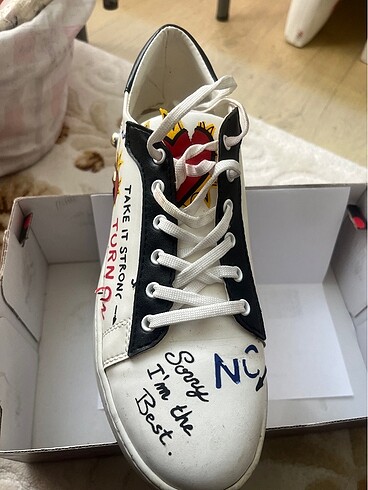 TAKE IT STRONG
TURN On
Sorry
I'm the
Best.
NC